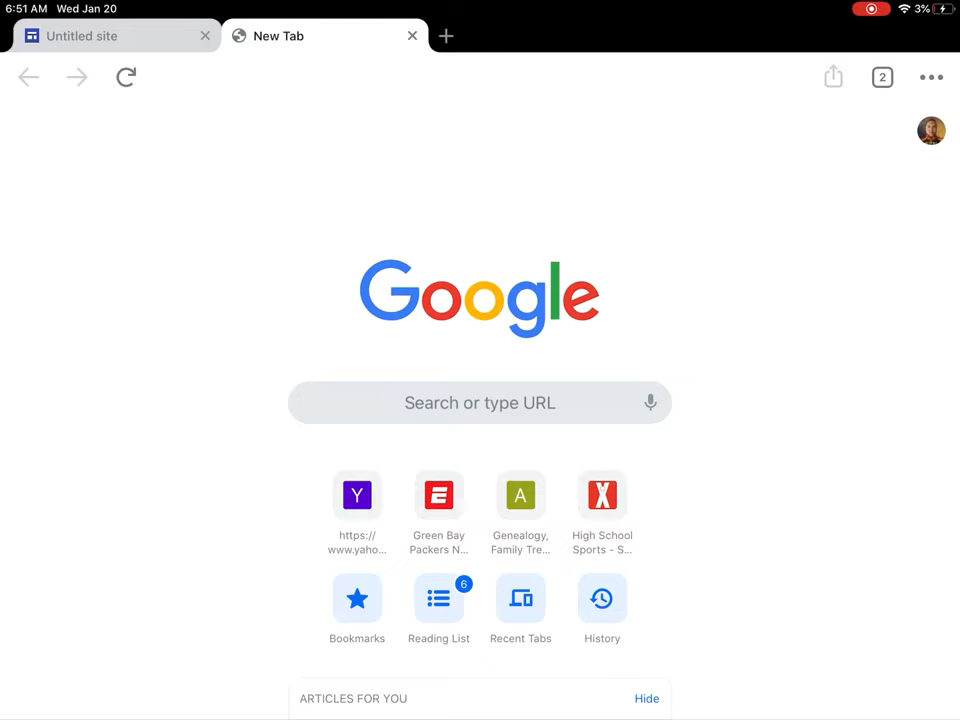 6:51 AM Wed Jan 20
3%
Untitled site
New Tab
2
Google
Search or type URL
Y
E
A
X
https://
www.yaho...
Green Bay
Packers N...
Genealogy,
Family Tre...
High School
Sports - S...
6
Bookmarks
Reading List
Recent Tabs
History
ARTICLES FOR YOU
Hide